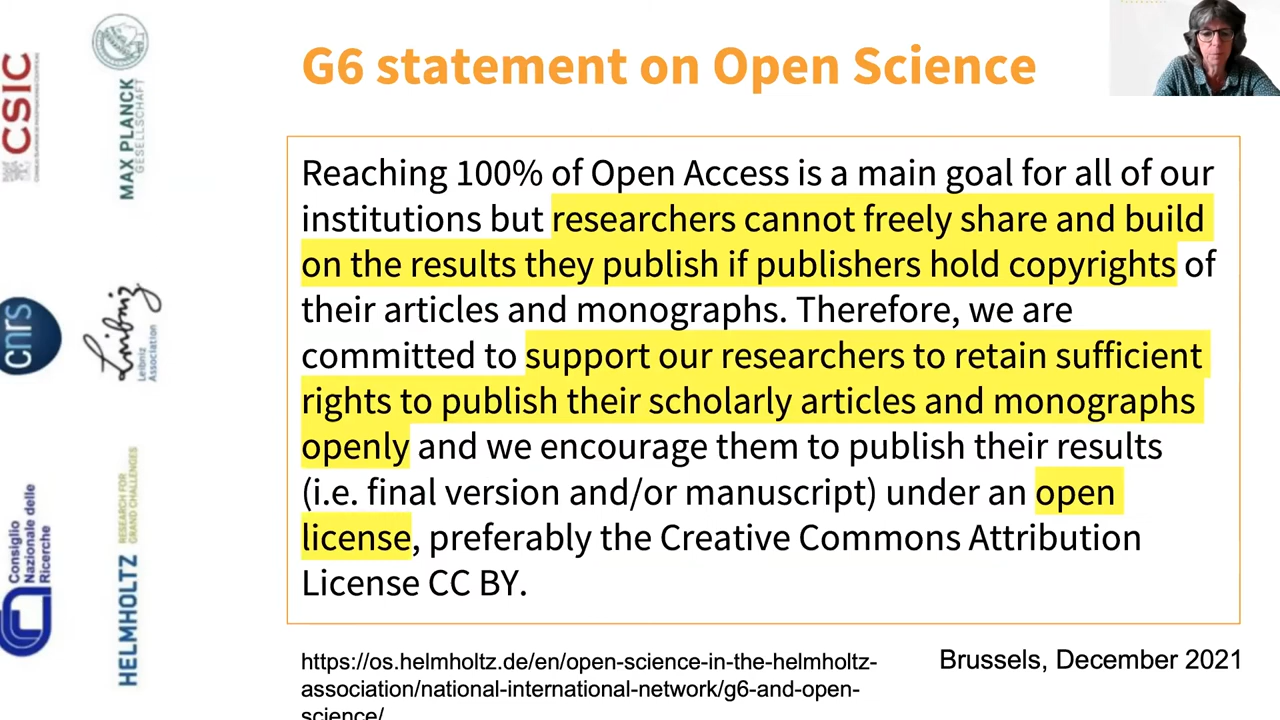 G6 statement on Open Science
Reaching 100% of Open Access is a main goal for all of our
institutions but researchers cannot freely share and build
on the results they publish if publishers hold copyrights of
their articles and monographs. Therefore, we are
committed to support our researchers to retain sufficient
rights to publish their scholarly articles and monographs
openly and we encourage them to publish their results
(i.e. final version and/or manuscript) under an open
license, preferably the Creative Commons Attribution
License CC BY.
https://os.helmholtz.de/en/open-science-in-the-helmholtz-
association/national-international-network/g6-and-open-
science/
Brussels, December 2021
CSIC
MAX PLANCK
GESELLSCHAFT
cnrs
Leibniz
Leibniz
Association
Consiglio
Nazionale delle
Ricerche
HELMHOLTZ
RESEARCH FOR
GRAND CHALLENGES